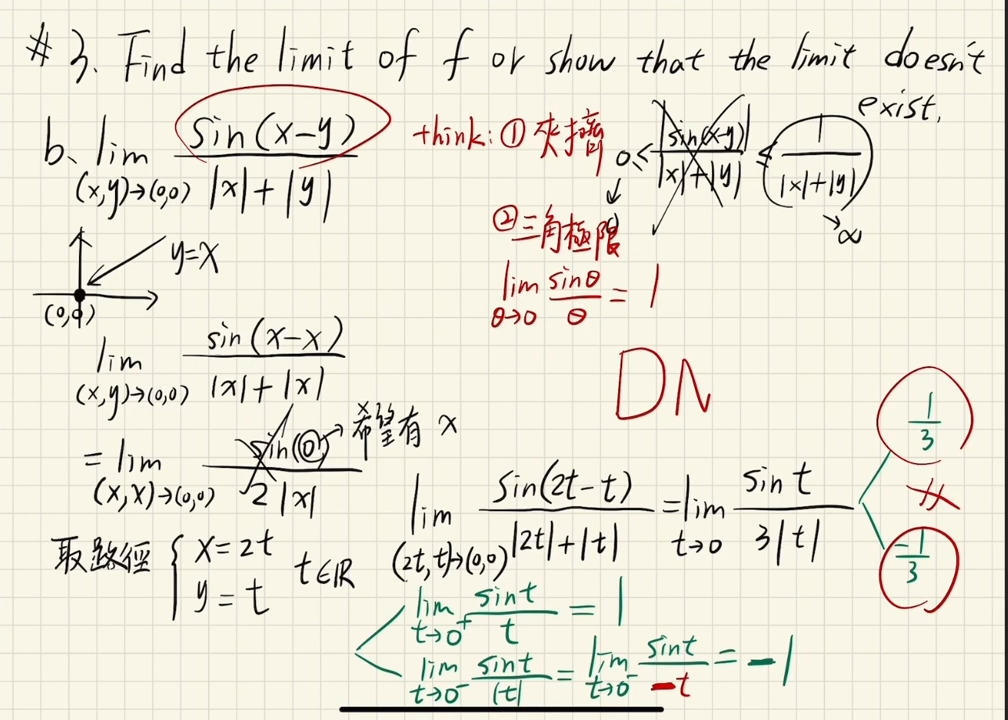 # 3. Find the limit of f or show that the limit doesn't exist.
b. lim (x,y)→(0,0) sin(x-y) / |x|+|y|
think: ① 夾擠 0 ≤ |sin(x-y)| / |x|+|y| ≤ 1 / |x|+|y|
↓ 0 → ∞
② 三角極限
lim θ→0 sinθ / θ = 1
y=x
(0,0)
lim (x,y)→(0,0) sin(x-x) / |x|+|x|
= lim (x,x)→(0,0) sin(0) / 2|x| → 希望有 x
x
DN
取路徑 { x=2t y=t t∈ℝ
lim (2t,t)→(0,0) sin(2t-t) / |2t|+|t| = lim t→0 sin t / 3|t|
1/3
∦
-1/3
lim t→0⁺ sin t / t = 1
lim t→0⁻ sin t / |t| = lim t→0⁻ sin t / -t = -1